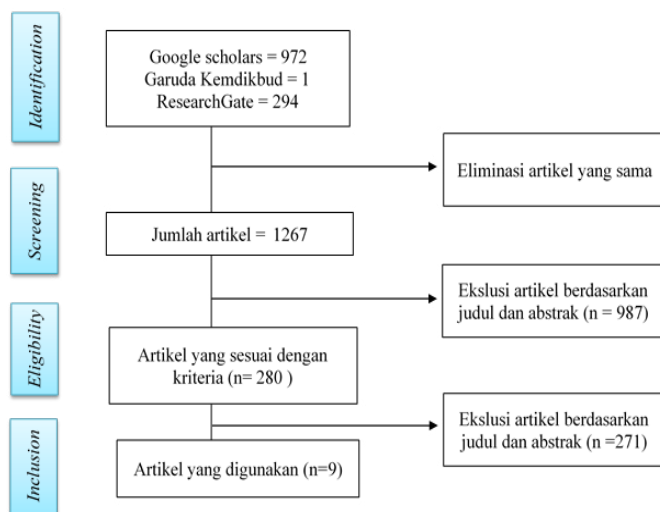 Identification
Google scholars = 972
Garuda Kemdikbud = 1
ResearchGate = 294
Eliminasi artikel yang sama
Screening
Jumlah artikel = 1267
Ekslusi artikel berdasarkan
judul dan abstrak (n = 987)
Eligibility
Artikel yang sesuai dengan
kriteria (n= 280 )
Ekslusi artikel berdasarkan
judul dan abstrak (n =271)
Inclusion
Artikel yang digunakan (n=9)